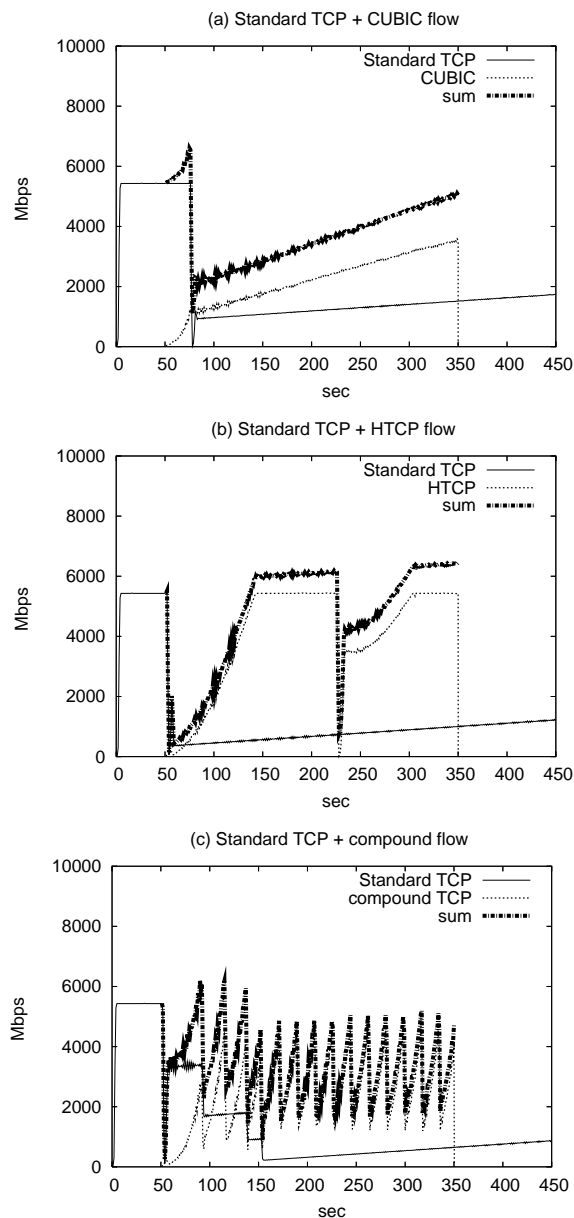 (a) Standard TCP + CUBIC flow
10000
8000
6000
4000
2000
0
Mbps
Standard TCP
CUBIC
sum
0 50 100 150 200 250 300 350 400 450
sec
(b) Standard TCP + HTCP flow
10000
8000
6000
4000
2000
0
Mbps
Standard TCP
HTCP
sum
0 50 100 150 200 250 300 350 400 450
sec
(c) Standard TCP + compound flow
10000
8000
6000
4000
2000
0
Mbps
Standard TCP
compound TCP
sum
0 50 100 150 200 250 300 350 400 450
sec